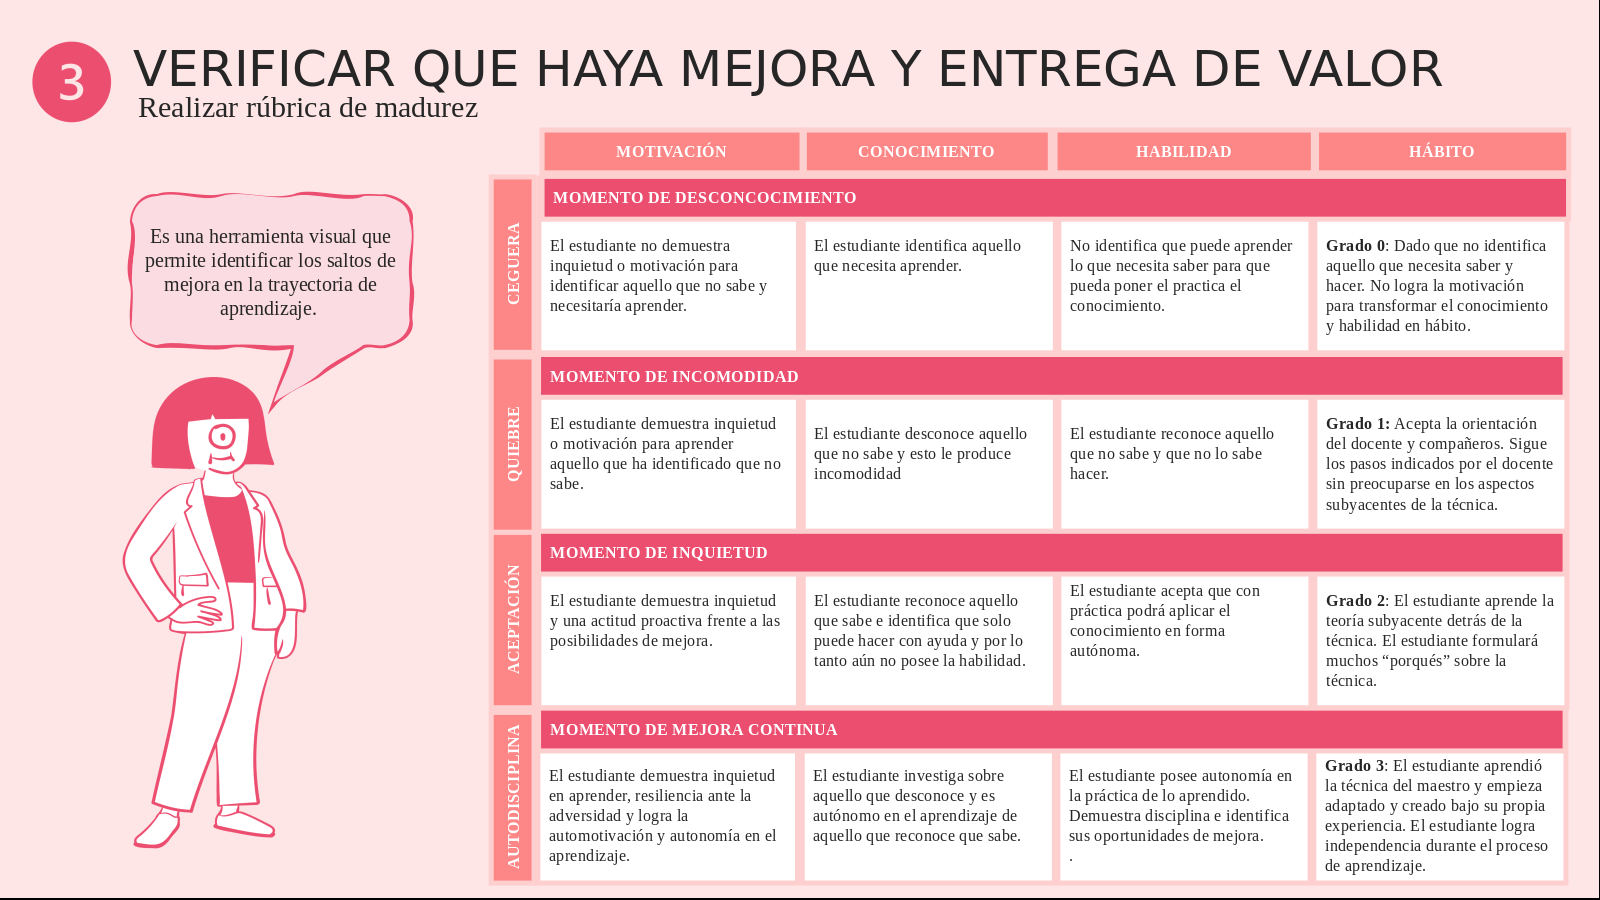 3
VERIFICAR QUE HAYA MEJORA Y ENTREGA DE VALOR
Realizar rúbrica de madurez
Es una herramienta visual que
permite identificar los saltos de
mejora en la trayectoria de
aprendizaje.
MOTIVACIÓN
CONOCIMIENTO
HABILIDAD
HÁBITO
CEGUERA
MOMENTO DE DESCONCOCIMIENTO
El estudiante no demuestra
inquietud o motivación para
identificar aquello que no sabe y
necesitaría aprender.
El estudiante identifica aquello
que necesita aprender.
No identifica que puede aprender
lo que necesita saber para que
pueda poner el practica el
conocimiento.
Grado 0: Dado que no identifica
aquello que necesita saber y
hacer. No logra la motivación
para transformar el conocimiento
y habilidad en hábito.
QUIEBRE
MOMENTO DE INCOMODIDAD
El estudiante demuestra inquietud
o motivación para aprender
aquello que ha identificado que no
sabe.
El estudiante desconoce aquello
que no sabe y esto le produce
incomodidad
El estudiante reconoce aquello
que no sabe y que no lo sabe
hacer.
Grado 1: Acepta la orientación
del docente y compañeros. Sigue
los pasos indicados por el docente
sin preocuparse en los aspectos
subyacentes de la técnica.
ACEPTACIÓN
MOMENTO DE INQUIETUD
El estudiante demuestra inquietud
y una actitud proactiva frente a las
posibilidades de mejora.
El estudiante reconoce aquello
que sabe e identifica que solo
puede hacer con ayuda y por lo
tanto aún no posee la habilidad.
El estudiante acepta que con
práctica podrá aplicar el
conocimiento en forma
autónoma.
Grado 2: El estudiante aprende la
teoría subyacente detrás de la
técnica. El estudiante formulará
muchos “porqués” sobre la
técnica.
AUTODISCIPLINA
MOMENTO DE MEJORA CONTINUA
El estudiante demuestra inquietud
en aprender, resiliencia ante la
adversidad y logra la
automotivación y autonomía en el
aprendizaje.
El estudiante investiga sobre
aquello que desconoce y es
autónomo en el aprendizaje de
aquello que reconoce que sabe.
El estudiante posee autonomía en
la práctica de lo aprendido.
Demuestra disciplina e identifica
sus oportunidades de mejora.
.
Grado 3: El estudiante aprendió
la técnica del maestro y empieza
adaptado y creado bajo su propia
experiencia. El estudiante logra
independencia durante el proceso
de aprendizaje.